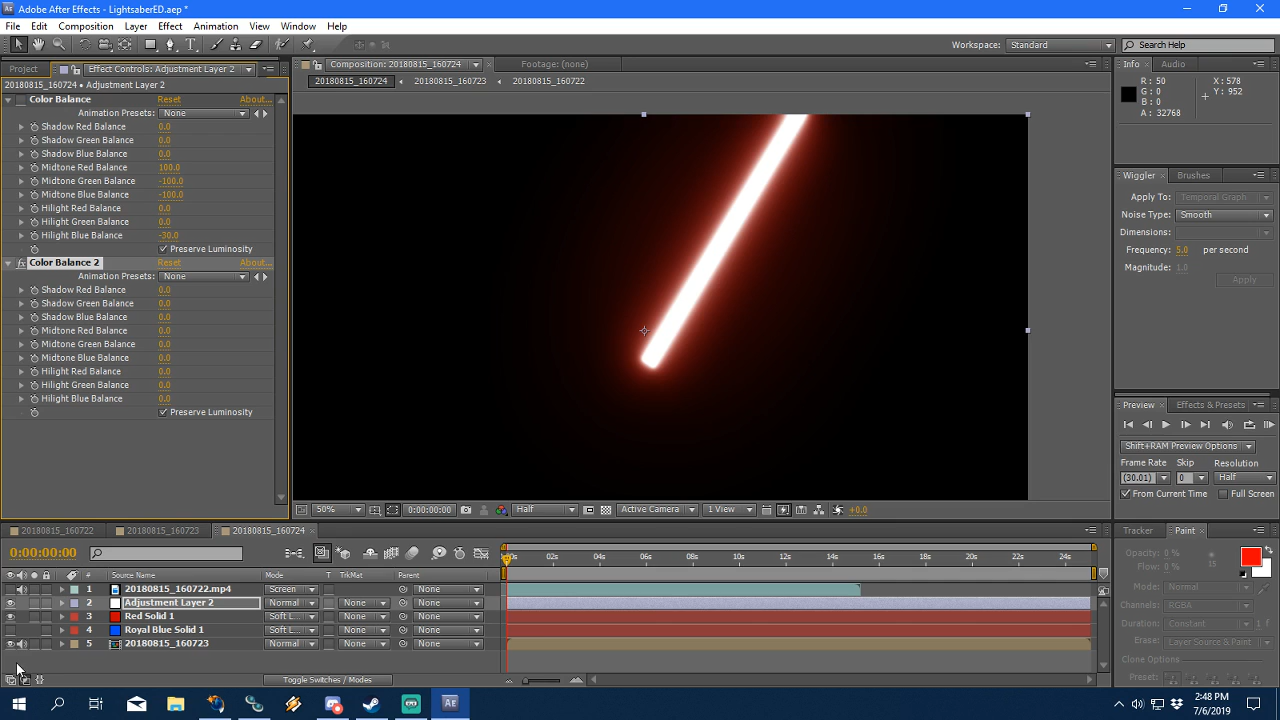 Adobe After Effects - LightsaberED.aep *
File Edit Composition Layer Effect Animation View Window Help
Workspace: Standard Search Help
Project Effect Controls: Adjustment Layer 2 Composition: 20180815_160724 Footage: (none) Info Audio
20180815_160724 • Adjustment Layer 2 20180815_160724 20180815_160723 20180815_160722
R : 50 X : 578
G : 0 Y : 952
B : 0
A : 32768
Color Balance Reset About...
Animation Presets: None
Shadow Red Balance 0.0
Shadow Green Balance 0.0
Shadow Blue Balance 0.0
Midtone Red Balance 100.0
Midtone Green Balance -100.0
Midtone Blue Balance -100.0
Hilight Red Balance 0.0
Hilight Green Balance 0.0
Hilight Blue Balance -30.0
Preserve Luminosity
Color Balance 2 Reset About...
Animation Presets: None
Shadow Red Balance 0.0
Shadow Green Balance 0.0
Shadow Blue Balance 0.0
Midtone Red Balance 0.0
Midtone Green Balance 0.0
Midtone Blue Balance 0.0
Hilight Red Balance 0.0
Hilight Green Balance 0.0
Hilight Blue Balance 0.0
Preserve Luminosity
Wiggler Brushes
Apply To: Temporal Graph
Noise Type: Smooth
Dimensions:
Frequency: 5.0 per second
Magnitude: 1.0
Apply
Preview Effects & Presets
Shift+RAM Preview Options
Frame Rate Skip Resolution
(30.01) 0 Half
From Current Time Full Screen
50% 0:00:00:00 Half Active Camera 1 View +0.0
20180815_160722 20180815_160723 20180815_160724
0:00:00:00 02s 04s 06s 08s 10s 12s 14s 16s 18s 20s 22s 24s
# Source Name Mode T TrkMat Parent
1 20180815_160722.mp4 Screen None
2 Adjustment Layer 2 Normal None None
3 Red Solid 1 Soft L... None None
4 Royal Blue Solid 1 Soft L... None None
5 20180815_160723 Normal None None
Toggle Switches / Modes
Tracker Paint
Opacity: 0 %
Flow: 0 % 15
Mode: Normal
Channels: RGBA
Duration: Constant 1 f
Erase: Layer Source & Paint
Clone Options
Preset:
2:48 PM
7/6/2019